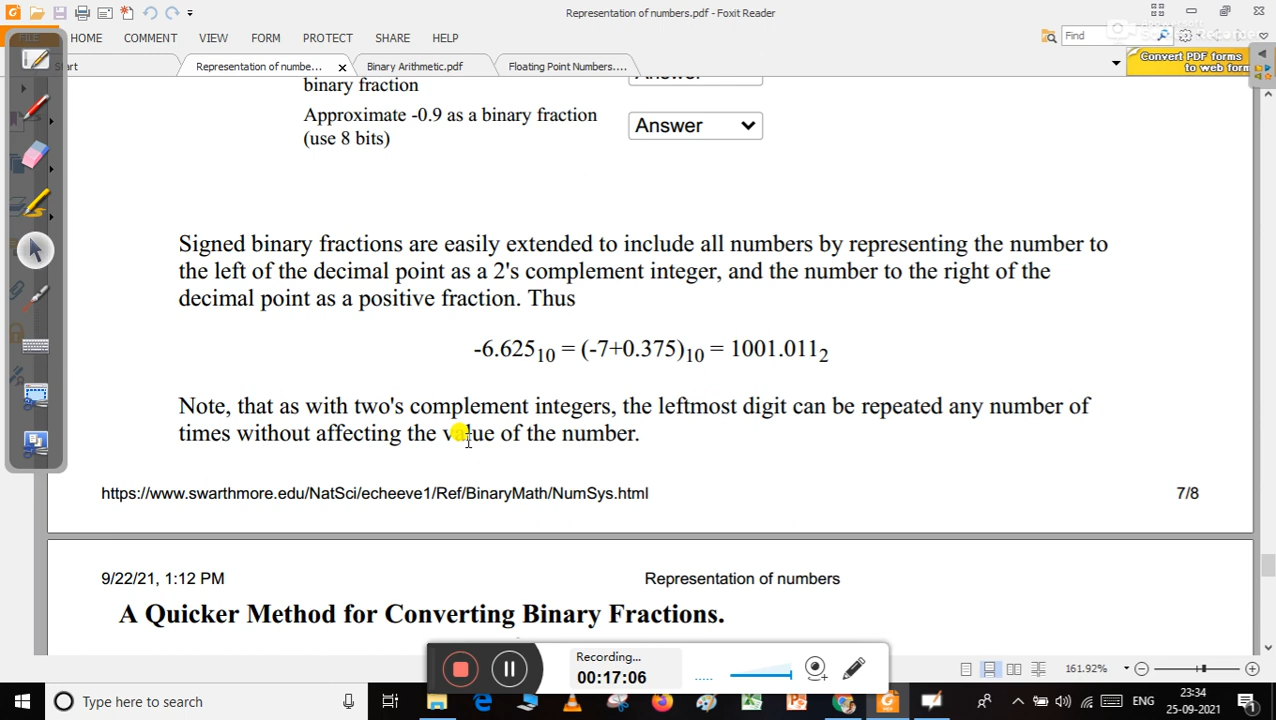 Representation of numbers.pdf - Foxit Reader
FILE HOME COMMENT VIEW FORM PROTECT SHARE HELP
Find
Start Representation of numbe... Binary Arithmetic.pdf Floating Point Numbers....
Convert PDF forms
to web form
binary fraction
Answer
Approximate -0.9 as a binary fraction
(use 8 bits)
Answer
Signed binary fractions are easily extended to include all numbers by representing the number to
the left of the decimal point as a 2's complement integer, and the number to the right of the
decimal point as a positive fraction. Thus
-6.625₁₀ = (-7+0.375)₁₀ = 1001.011₂
Note, that as with two's complement integers, the leftmost digit can be repeated any number of
times without affecting the value of the number.
https://www.swarthmore.edu/NatSci/echeeve1/Ref/BinaryMath/NumSys.html 7/8
9/22/21, 1:12 PM Representation of numbers
A Quicker Method for Converting Binary Fractions.
Recording...
00:17:06
161.92%
Type here to search
ENG
23:34
25-09-2021